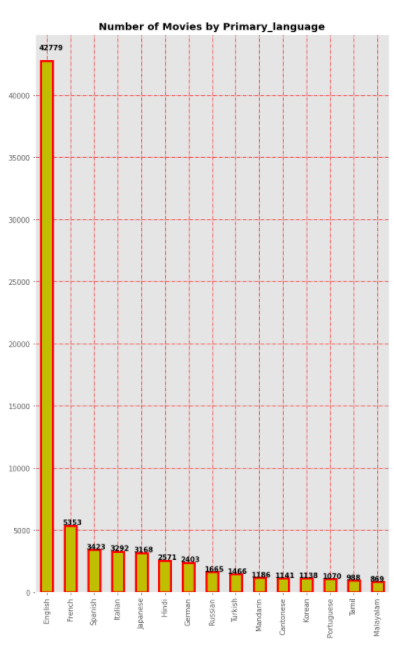 Number of Movies by Primary_language
42779
40000
35000
30000
25000
20000
15000
10000
5000
0
5353
3423
3292
3168
2571
2403
1665
1466
1186
1141
1138
1070
988
869
English
French
Spanish
Italian
Japanese
Hindi
German
Russian
Turkish
Mandarin
Cantonese
Korean
Portuguese
Tamil
Malayalam